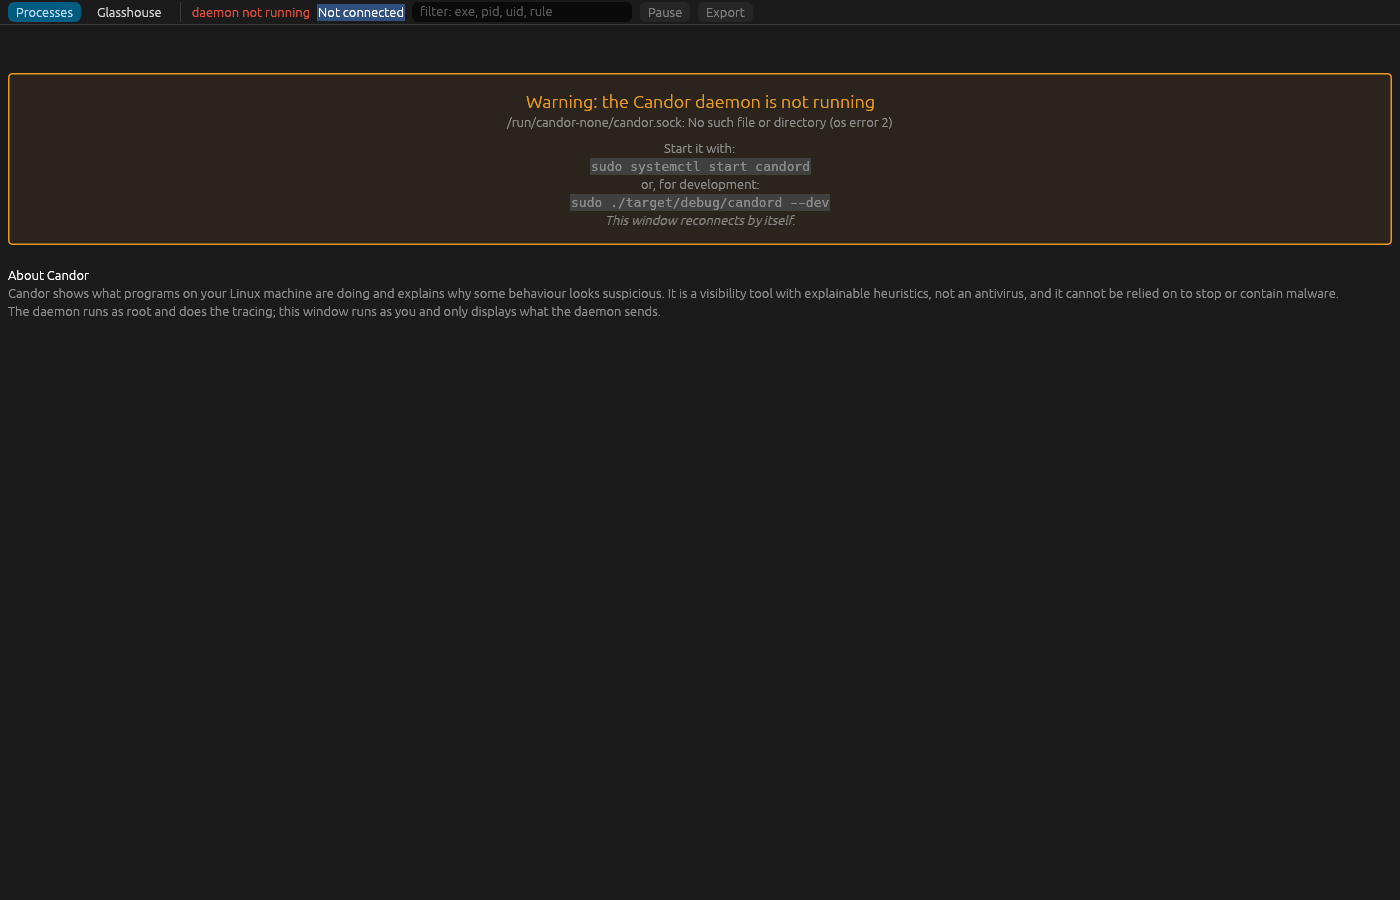 Processes Glasshouse daemon not running Not connected filter: exe, pid, uid, rule Pause Export
Warning: the Candor daemon is not running
/run/candor-none/candor.sock: No such file or directory (os error 2)
Start it with:
sudo systemctl start candord
or, for development:
sudo ./target/debug/candord --dev
This window reconnects by itself.
About Candor
Candor shows what programs on your Linux machine are doing and explains why some behaviour looks suspicious. It is a visibility tool with explainable heuristics, not an antivirus, and it cannot be relied on to stop or contain malware.
The daemon runs as root and does the tracing; this window runs as you and only displays what the daemon sends.